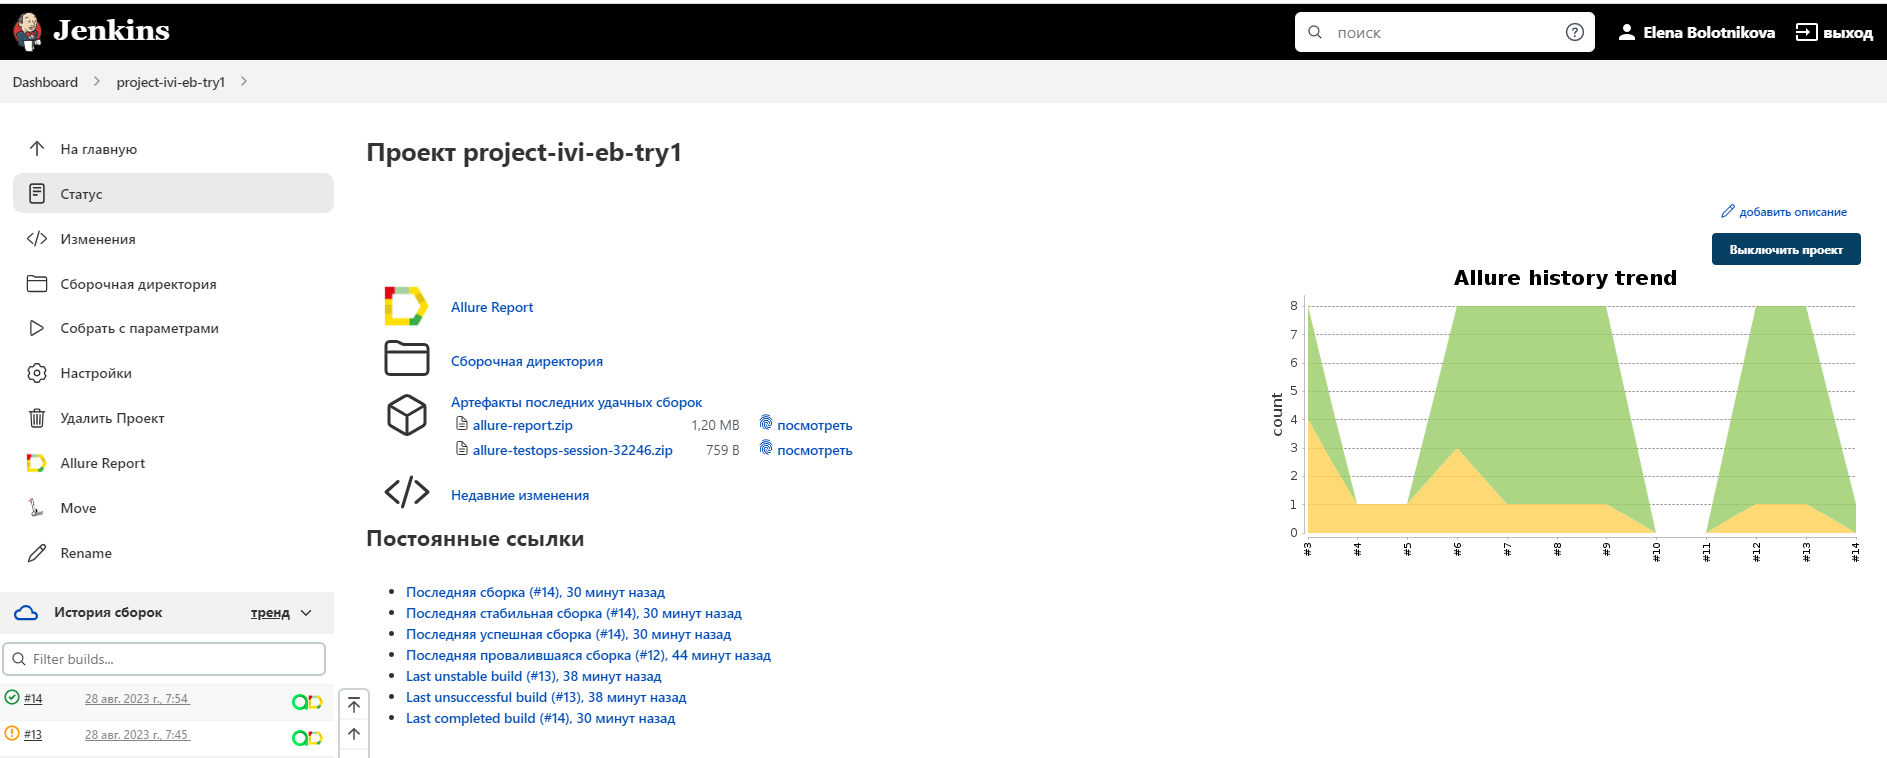 Jenkins
поиск
Elena Bolotnikova
выход
Dashboard
project-ivi-eb-try1
На главную
Статус
Изменения
Сборочная директория
Собрать с параметрами
Настройки
Удалить Проект
Allure Report
Move
Rename
История сборок
тренд
Filter builds...
#14
28 авг. 2023 г., 7:54
#13
28 авг. 2023 г., 7:45
Проект project-ivi-eb-try1
добавить описание
Выключить проект
Allure Report
Сборочная директория
Артефакты последних удачных сборок
allure-report.zip 1,20 MB посмотреть
allure-testops-session-32246.zip 759 B посмотреть
Недавние изменения
Постоянные ссылки
Последняя сборка (#14), 30 минут назад
Последняя стабильная сборка (#14), 30 минут назад
Последняя успешная сборка (#14), 30 минут назад
Последняя провалившаяся сборка (#12), 44 минут назад
Last unstable build (#13), 38 минут назад
Last unsuccessful build (#13), 38 минут назад
Last completed build (#14), 30 минут назад
Allure history trend
count
8
7
6
5
4
3
2
1
0
#3 #4 #5 #6 #7 #8 #9 #10 #11 #12 #13 #14